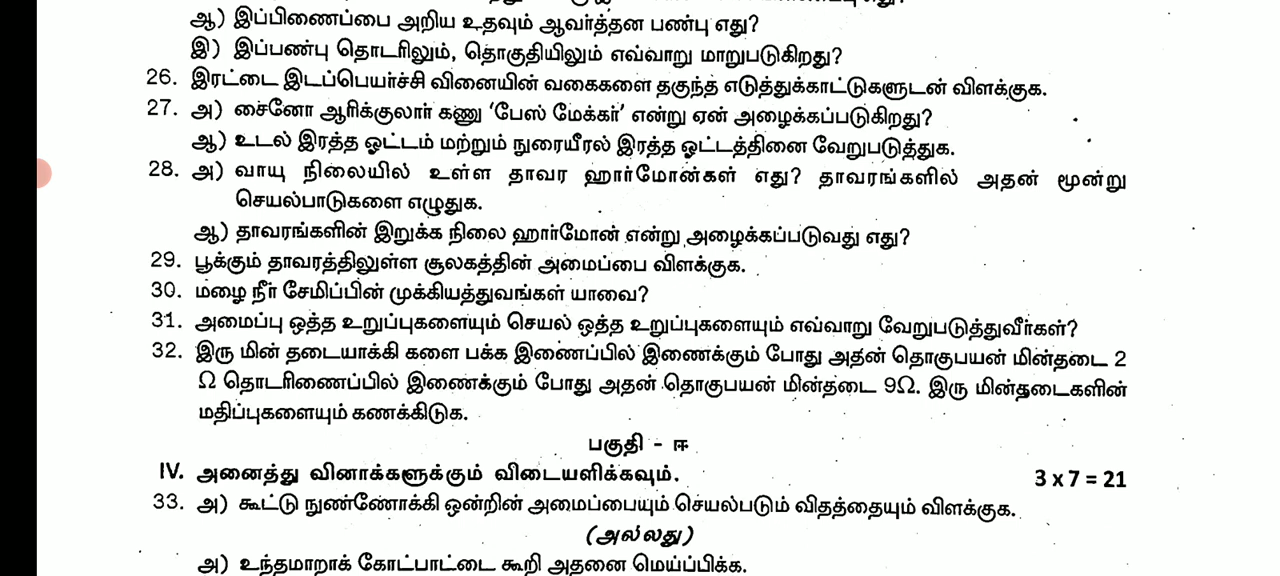 ஆ) இப்பிணைப்பை அறிய உதவும் ஆவர்த்தன பண்பு எது?
இ) இப்பண்பு தொடரிலும், தொகுதியிலும் எவ்வாறு மாறுபடுகிறது?
26. இரட்டை இடப்பெயர்ச்சி வினையின் வகைகளை தகுந்த எடுத்துக்காட்டுகளுடன் விளக்குக.
27. அ) சைனோ ஆரிக்குலார் கணு 'பேஸ் மேக்கர்' என்று ஏன் அழைக்கப்படுகிறது?
ஆ) உடல் இரத்த ஓட்டம் மற்றும் நுரையீரல் இரத்த ஓட்டத்தினை வேறுபடுத்துக.
28. அ) வாயு நிலையில் உள்ள தாவர ஹார்மோன்கள் எது? தாவரங்களில் அதன் மூன்று
செயல்பாடுகளை எழுதுக.
ஆ) தாவரங்களின் இறுக்க நிலை ஹார்மோன் என்று அழைக்கப்படுவது எது?
29. பூக்கும் தாவரத்திலுள்ள சூலகத்தின் அமைப்பை விளக்குக.
30. மழை நீர் சேமிப்பின் முக்கியத்துவங்கள் யாவை?
31. அமைப்பு ஒத்த உறுப்புகளையும் செயல் ஒத்த உறுப்புகளையும் எவ்வாறு வேறுபடுத்துவீர்கள்?
32. இரு மின் தடையாக்கி களை பக்க இணைப்பில் இணைக்கும் போது அதன் தொகுபயன் மின்தடை 2
Ω தொடரிணைப்பில் இணைக்கும் போது அதன் தொகுபயன் மின்தடை 9Ω. இரு மின்தடைகளின்
மதிப்புகளையும் கணக்கிடுக.
பகுதி - ஈ
IV. அனைத்து வினாக்களுக்கும் விடையளிக்கவும். 3 x 7 = 21
33. அ) கூட்டு நுண்ணோக்கி ஒன்றின் அமைப்பையும் செயல்படும் விதத்தையும் விளக்குக.
(அல்லது)
அ) உந்தமாறாக் கோட்பாட்டை கூறி அதனை மெய்ப்பிக்க.